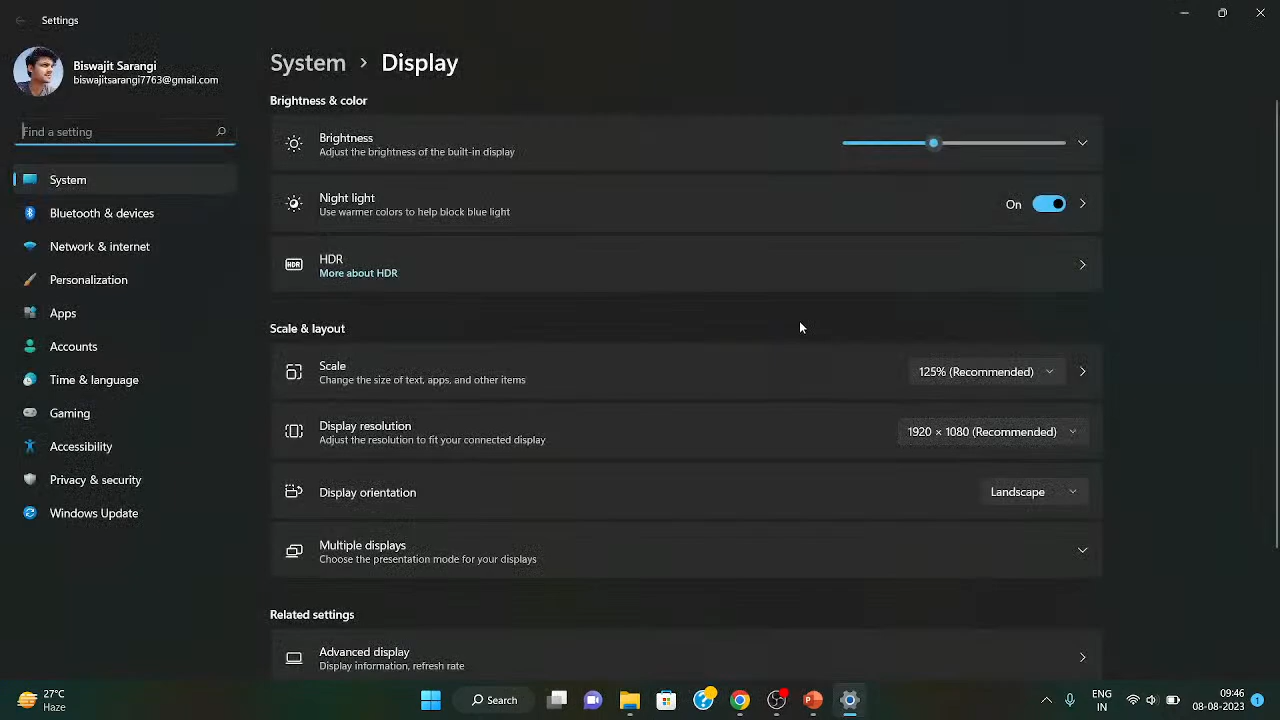 Settings
Biswajit Sarangi
biswajitsarangi7763@gmail.com
Find a setting
System
Bluetooth & devices
Network & internet
Personalization
Apps
Accounts
Time & language
Gaming
Accessibility
Privacy & security
Windows Update
System › Display
Brightness & color
Brightness
Adjust the brightness of the built-in display
Night light
Use warmer colors to help block blue light
On
HDR
HDR
More about HDR
Scale & layout
Scale
Change the size of text, apps, and other items
125% (Recommended)
Display resolution
Adjust the resolution to fit your connected display
1920 × 1080 (Recommended)
Display orientation
Landscape
Multiple displays
Choose the presentation mode for your displays
Related settings
Advanced display
Display information, refresh rate
27°C
Haze
Search
ENG
IN
09:46
08-08-2023
1